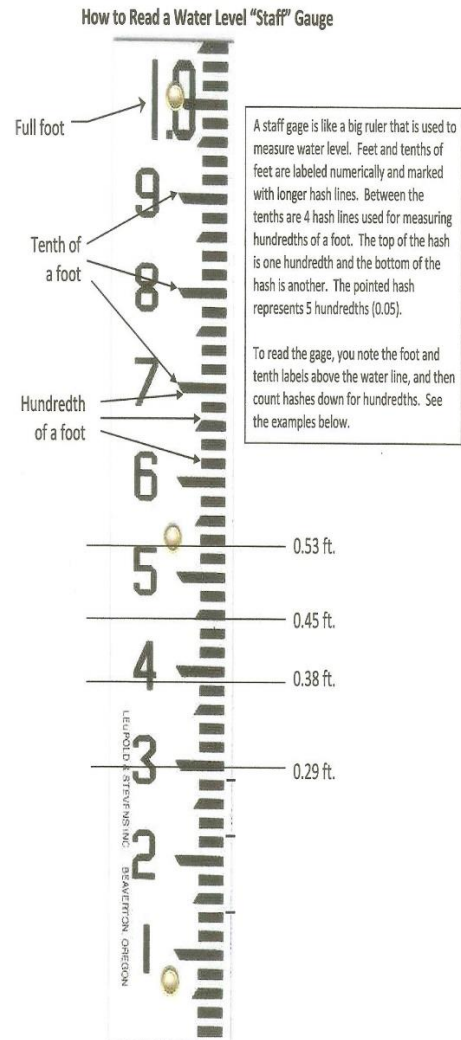 How to Read a Water Level “Staff” Gauge
1.0
Full foot
A staff gage is like a big ruler that is used to
measure water level. Feet and tenths of
feet are labeled numerically and marked
with longer hash lines. Between the
tenths are 4 hash lines used for measuring
hundredths of a foot. The top of the hash
is one hundredth and the bottom of the
hash is another. The pointed hash
represents 5 hundredths (0.05).
To read the gage, you note the foot and
tenth labels above the water line, and then
count hashes down for hundredths. See
the examples below.
9
Tenth of
a foot
8
7
Hundredth
of a foot
6
0.53 ft.
5
0.45 ft.
4
0.38 ft.
3
0.29 ft.
2
1
LEUPOLD & STEVENS INC BEAVERTON, OREGON